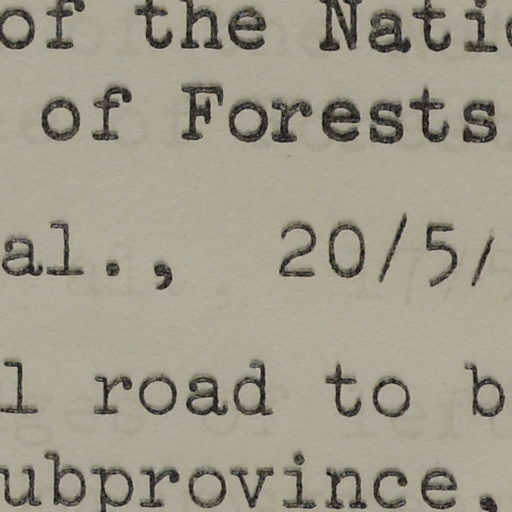 of the Nati
of Forests
al., 20/5/
l road to b
ubprovince,